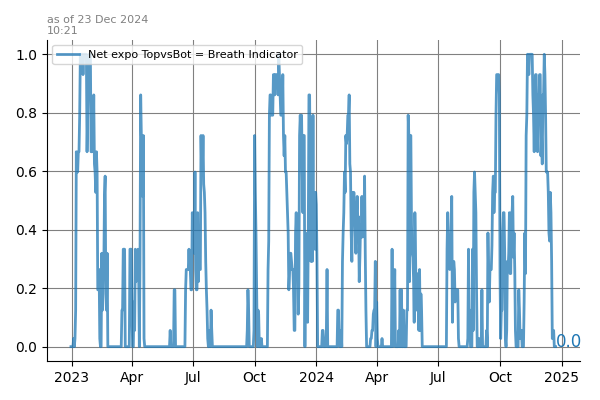 as of 23 Dec 2024
10:21
Net expo TopvsBot = Breath Indicator
1.0
0.8
0.6
0.4
0.2
0.0
0.0
2023 Apr Jul Oct 2024 Apr Jul Oct 2025